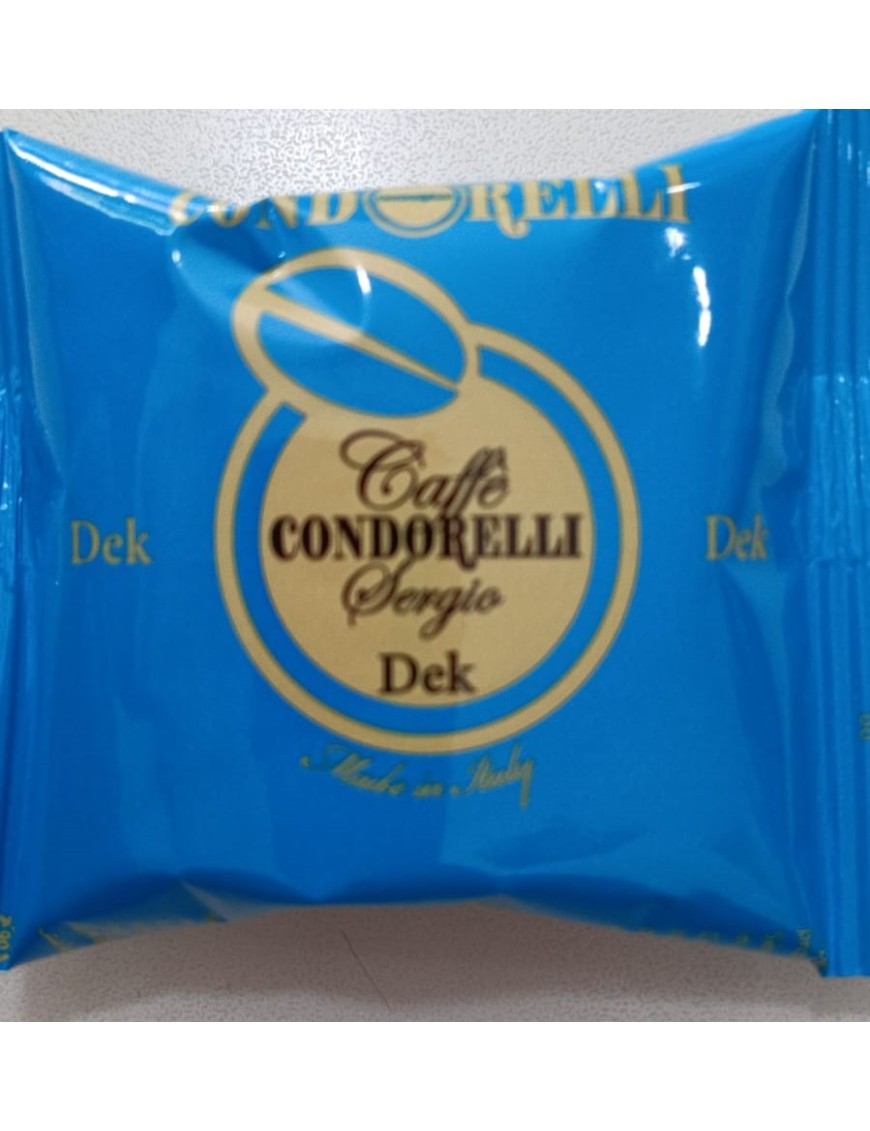 CONDORELLI
Caffè
CONDORELLI
Sergio
Dek
Dek
Dek
Made in Italy